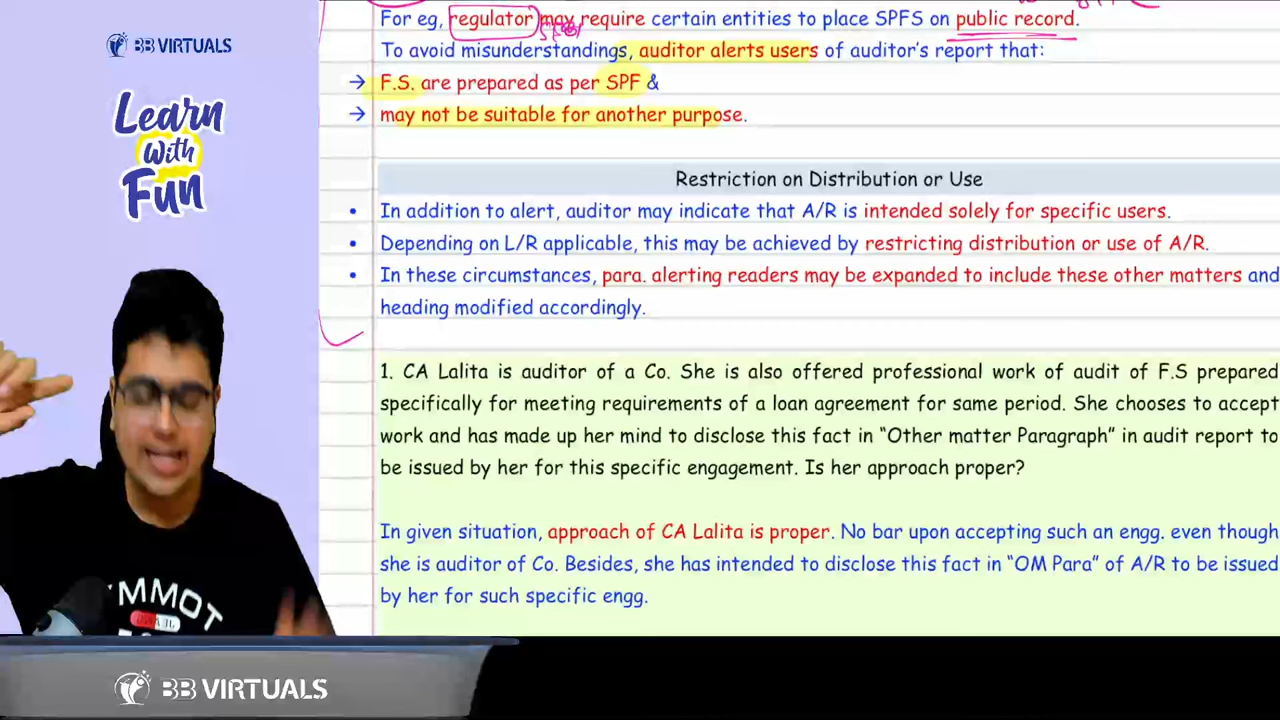 For eg, regulator may require certain entities to place SPFS on public record.
BB VIRTUALS
To avoid misunderstandings, auditor alerts users of auditor's report that:
→ F.S. are prepared as per SPF &
→ may not be suitable for another purpose.
Learn
With
Fun
Restriction on Distribution or Use
• In addition to alert, auditor may indicate that A/R is intended solely for specific users.
• Depending on L/R applicable, this may be achieved by restricting distribution or use of A/R.
• In these circumstances, para. alerting readers may be expanded to include these other matters and
heading modified accordingly.
1. CA Lalita is auditor of a Co. She is also offered professional work of audit of F.S prepared
specifically for meeting requirements of a loan agreement for same period. She chooses to accept
work and has made up her mind to disclose this fact in "Other matter Paragraph" in audit report to
be issued by her for this specific engagement. Is her approach proper?
In given situation, approach of CA Lalita is proper. No bar upon accepting such an engg. even though
she is auditor of Co. Besides, she has intended to disclose this fact in "OM Para" of A/R to be issued
by her for such specific engg.
BB VIRTUALS